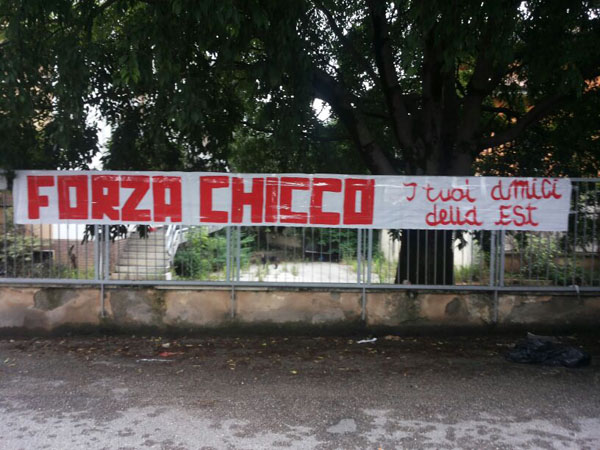 FORZA CHICCO
I tuoi amici
della EST